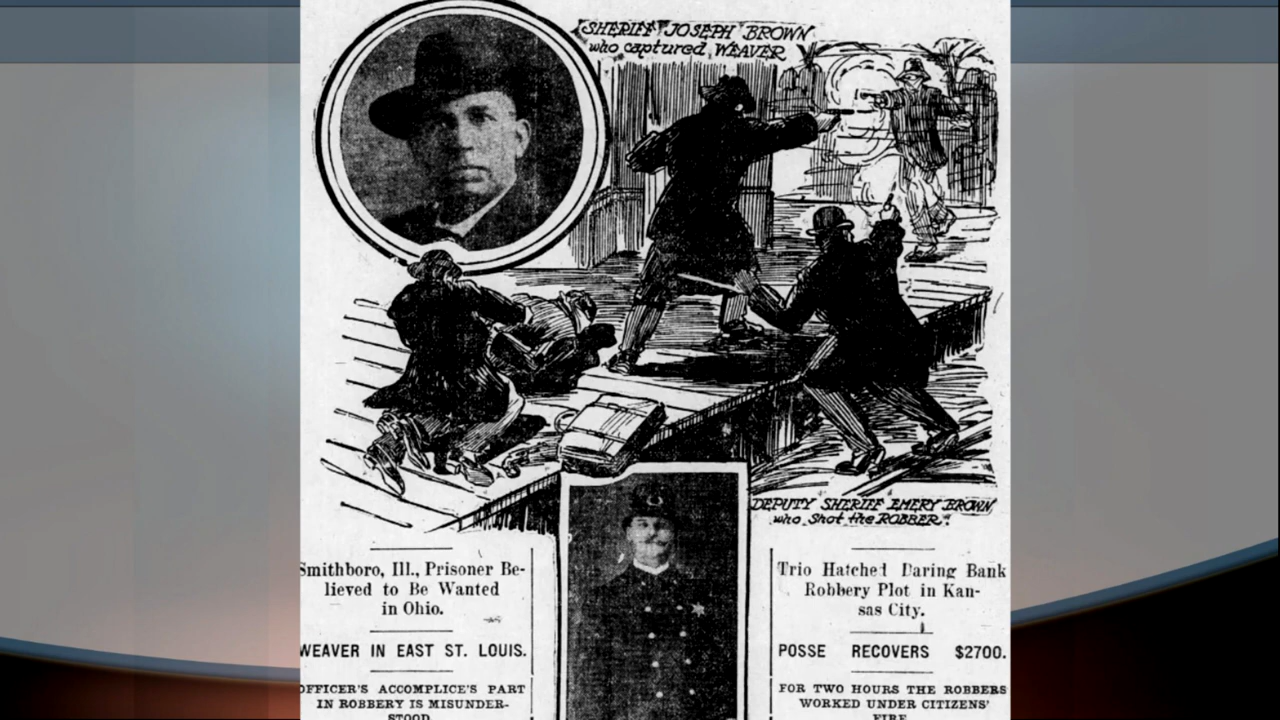 SHERIFF JOSEPH BROWN
who captured WEAVER
DEPUTY SHERIFF EMERY BROWN
who shot the ROBBER.
Smithboro, Ill., Prisoner Be-
lieved to Be Wanted
in Ohio.
WEAVER IN EAST ST. LOUIS.
OFFICER'S ACCOMPLICE'S PART
IN ROBBERY IS MISUNDER-
STOOD.
Trio Hatched Daring Bank
Robbery Plot in Kan-
sas City.
POSSE RECOVERS $2700.
FOR TWO HOURS THE ROBBERS
WORKED UNDER CITIZENS'
FIRE.